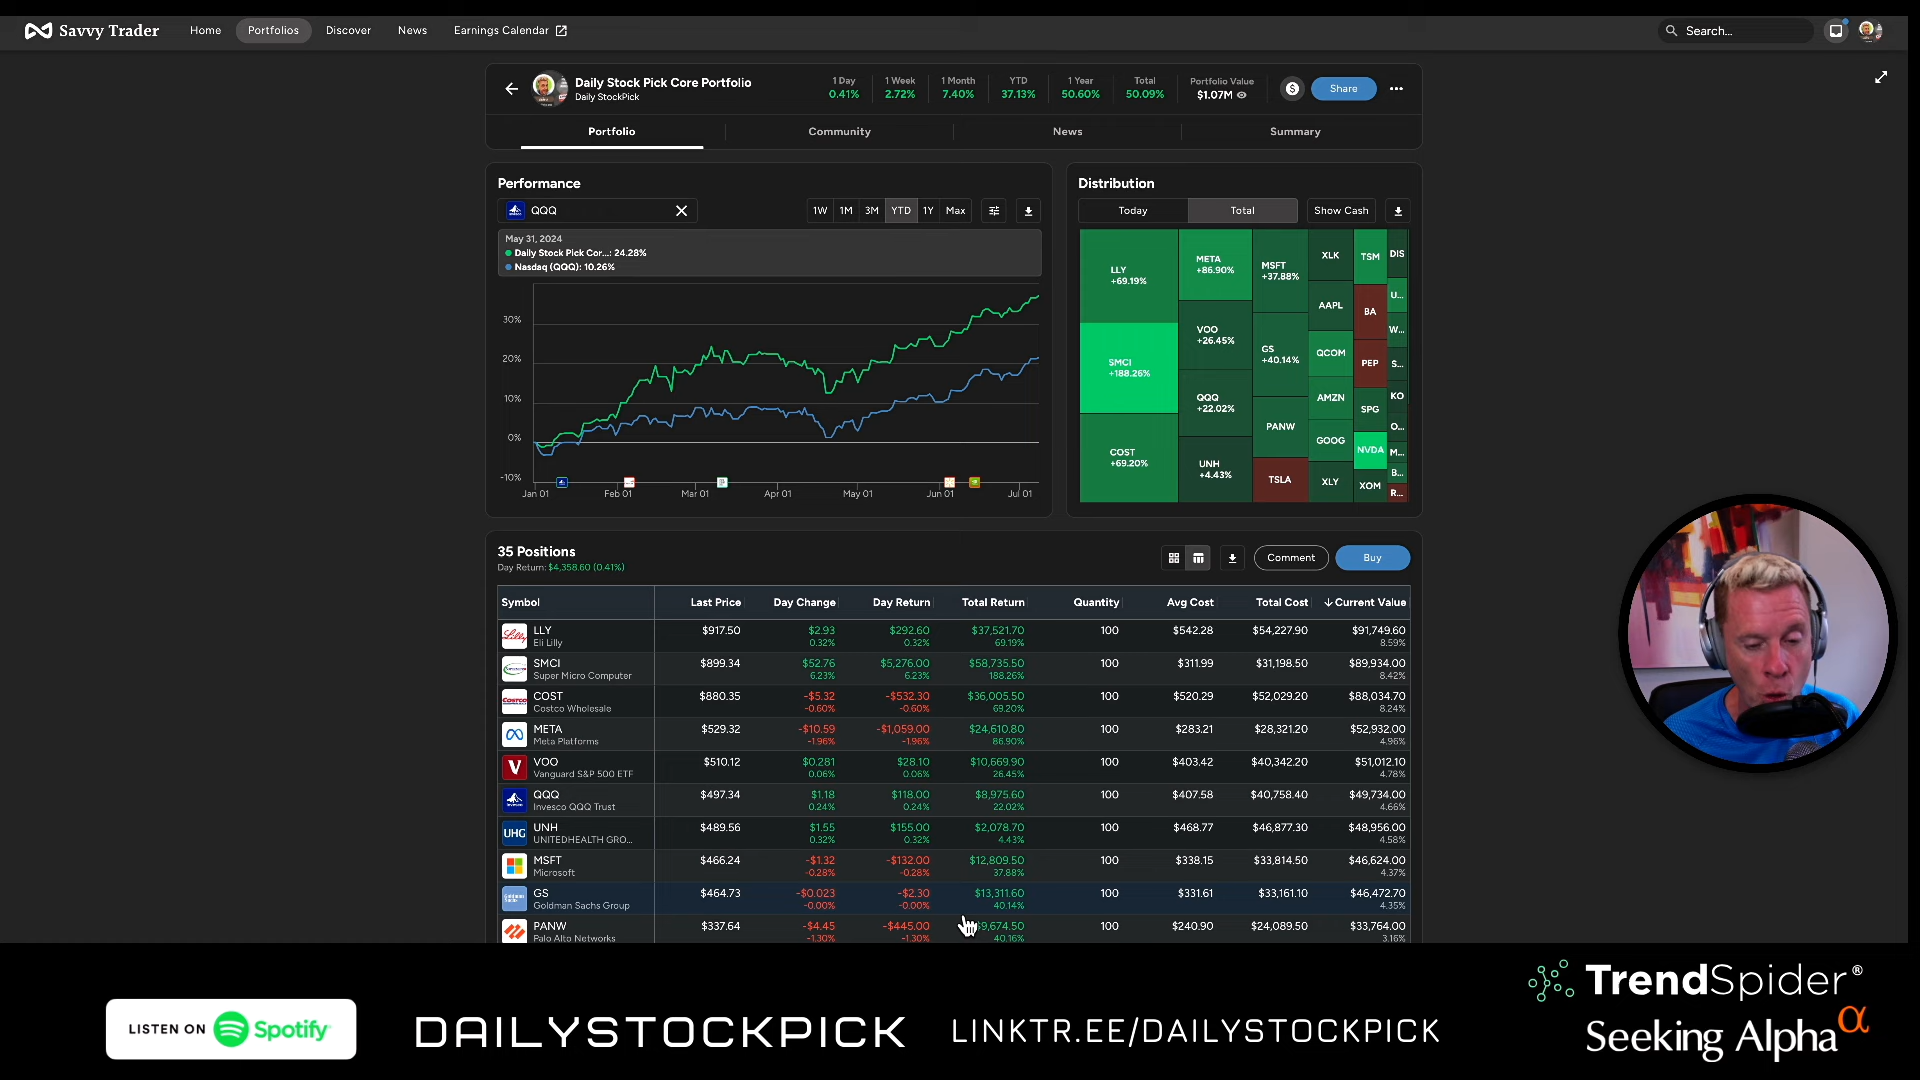 Savvy Trader
Home
Portfolios
Discover
News
Earnings Calendar
Search...
Daily Stock Pick Core Portfolio
Daily StockPick
1 Day
0.41%
1 Week
2.72%
1 Month
7.40%
YTD
37.13%
1 Year
50.60%
Total
50.09%
Portfolio Value
$1.07M
Share
Portfolio
Community
News
Summary
Performance
QQQ
1W 1M 3M YTD 1Y Max
May 31, 2024
Daily Stock Pick Cor...: 24.28%
Nasdaq (QQQ): 10.26%
30%
20%
10%
0%
-10%
Jan 01 Feb 01 Mar 01 Apr 01 May 01 Jun 01 Jul 01
Distribution
Today
Total
Show Cash
LLY
+69.19%
SMCI
+188.26%
COST
+69.20%
META
+86.90%
VOO
+26.45%
QQQ
+22.02%
UNH
+4.43%
MSFT
+37.88%
GS
+40.14%
PANW
TSLA
XLK
AAPL
QCOM
AMZN
GOOG
XLY
TSM
BA
PEP
SPG
NVDA
XOM
DIS
U...
W...
S...
KO
O...
M...
B...
R...
35 Positions
Day Return: $4,358.60 (0.41%)
Comment
Buy
Symbol Last Price Day Change Day Return Total Return Quantity Avg Cost Total Cost Current Value
LLY $917.50 $2.93 $292.60 $37,521.70 100 $542.28 $54,227.90 $91,749.60
Eli Lilly 0.32% 0.32% 69.19% 8.59%
SMCI $899.34 $52.76 $5,276.00 $58,735.50 100 $311.99 $31,198.50 $89,934.00
Super Micro Computer 6.23% 6.23% 188.26% 8.42%
COST $880.35 -$5.32 -$532.30 $36,005.50 100 $520.29 $52,029.20 $88,034.70
Costco Wholesale -0.60% -0.60% 69.20% 8.24%
META $529.32 -$10.59 -$1,059.00 $24,610.80 100 $283.21 $28,321.20 $52,932.00
Meta Platforms -1.96% -1.96% 86.90% 4.96%
VOO $510.12 $0.281 $28.10 $10,669.90 100 $403.42 $40,342.20 $51,012.10
Vanguard S&P 500 ETF 0.06% 0.06% 26.45% 4.78%
QQQ $497.34 $1.18 $118.00 $8,975.60 100 $407.58 $40,758.40 $49,734.00
Invesco QQQ Trust 0.24% 0.24% 22.02% 4.66%
UHG UNH $489.56 $1.55 $155.00 $2,078.70 100 $468.77 $46,877.30 $48,956.00
UNITEDHEALTH GRO... 0.32% 0.32% 4.43% 4.58%
MSFT $466.24 -$1.32 -$132.00 $12,809.50 100 $338.15 $33,814.50 $46,624.00
Microsoft -0.28% -0.28% 37.88% 4.37%
GS $464.73 -$0.023 -$2.30 $13,311.60 100 $331.61 $33,161.10 $46,472.70
Goldman Sachs Group -0.00% -0.00% 40.14% 4.35%
PANW $337.64 -$4.45 -$445.00 $9,674.50 100 $240.90 $24,089.50 $33,764.00
Palo Alto Networks -1.30% -1.30% 40.16% 3.16%
LISTEN ON Spotify
DAILYSTOCKPICK
LINKTR.EE/DAILYSTOCKPICK
TrendSpider®
Seeking Alpha α